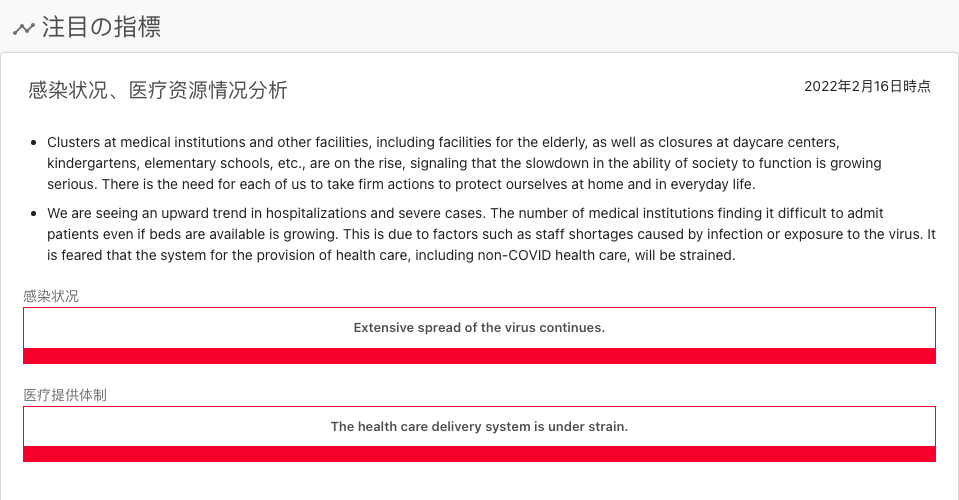 注目の指標
感染状况、医疗资源情况分析
2022年2月16日時点
Clusters at medical institutions and other facilities, including facilities for the elderly, as well as closures at daycare centers,
kindergartens, elementary schools, etc., are on the rise, signaling that the slowdown in the ability of society to function is growing
serious. There is the need for each of us to take firm actions to protect ourselves at home and in everyday life.
We are seeing an upward trend in hospitalizations and severe cases. The number of medical institutions finding it difficult to admit
patients even if beds are available is growing. This is due to factors such as staff shortages caused by infection or exposure to the virus. It
is feared that the system for the provision of health care, including non-COVID health care, will be strained.
感染状况
Extensive spread of the virus continues.
医疗提供体制
The health care delivery system is under strain.